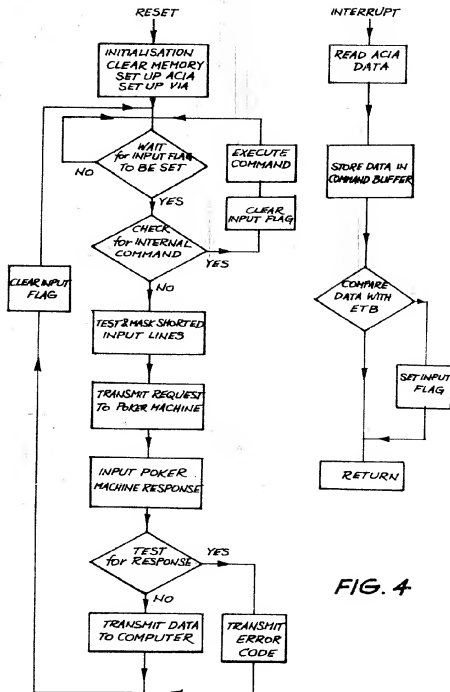 RESET
INITIALISATION
CLEAR MEMORY
SET UP ACIA
SET UP VIA
WAIT
for INPUT FLAG
TO BE SET
NO
YES
EXECUTE
COMMAND
CLEAR
INPUT FLAG
CHECK
for INTERNAL
COMMAND
YES
NO
CLEAR INPUT
FLAG
TEST & MASK SHORTED
INPUT LINES
TRANSMIT REQUEST
TO POKER MACHINE
INPUT POKER
MACHINE RESPONSE
TEST
for RESPONSE
YES
NO
TRANSMIT DATA
TO COMPUTER
TRANSMIT
ERROR
CODE
INTERRUPT
READ ACIA
DATA
STORE DATA IN
COMMAND BUFFER
COMPARE
DATA WITH
ETB
SET INPUT
FLAG
RETURN
FIG. 4